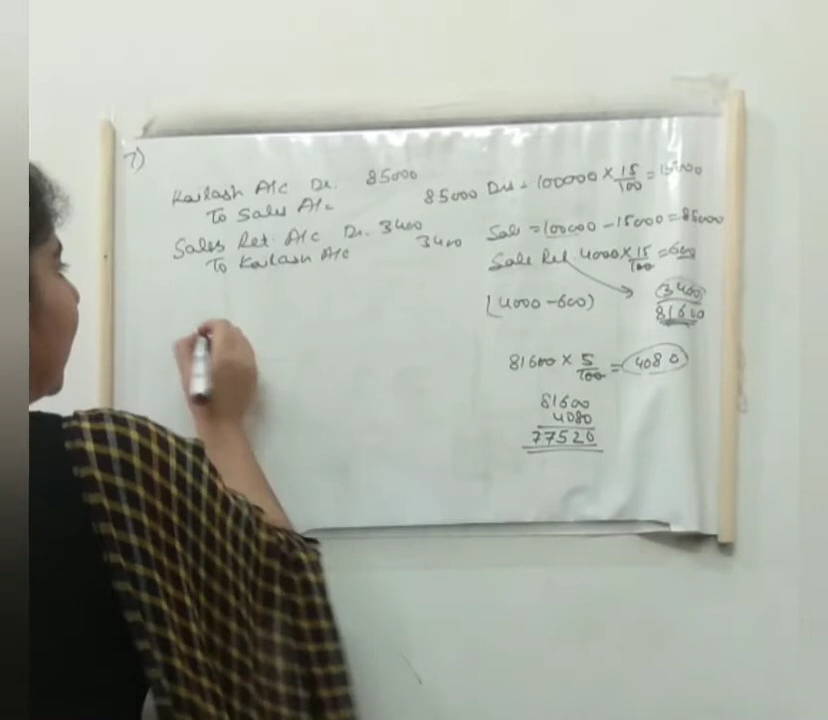 7)
Kailash A/c Dr. 85000
To Sales A/c 85000
Sales Ret. A/c Dr. 3400
To Kailash A/c 3400
Dis = 100000 × 15/100 = 15000
Sale = 100000 - 15000 = 85000
Sale Ret 4000 × 15/100 = 600
(4000 - 600)
3400
81600
81600 × 5/100 = 4080
81600
4080
77520